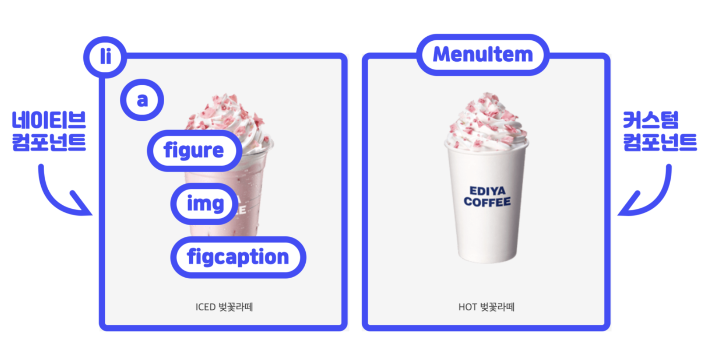 li
MenuItem
a
네이티브
컴포넌트
커스텀
컴포넌트
figure
img
E
EDIYA
COFFEE
figcaption
ICED 벚꽃라떼
HOT 벚꽃라떼